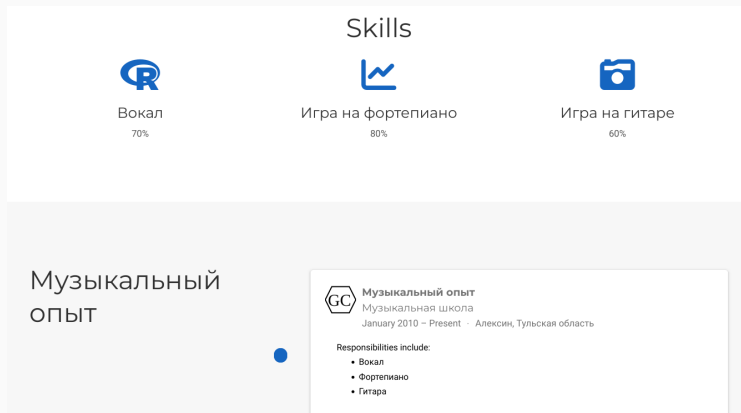 Skills
Вокал
Игра на фортепиано
Игра на гитаре
70%
80%
60%
Музыкальный
опыт
GC
Музыкальный опыт
Музыкальная школа
January 2010 – Present · Алексин, Тульская область
Responsibilities include:
• Вокал
• Фортепиано
• Гитара